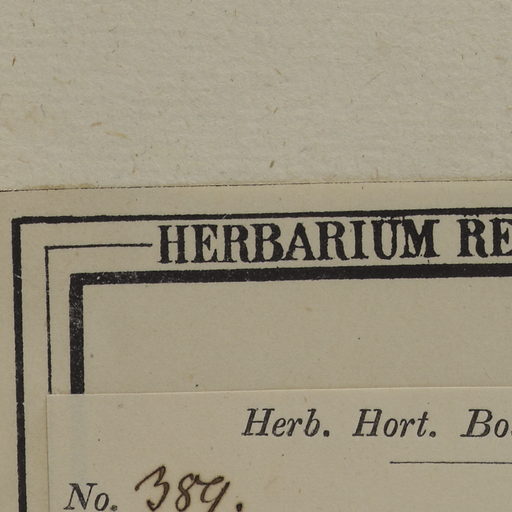 HERBARIUM RE
Herb. Hort. Bo
No. 389.